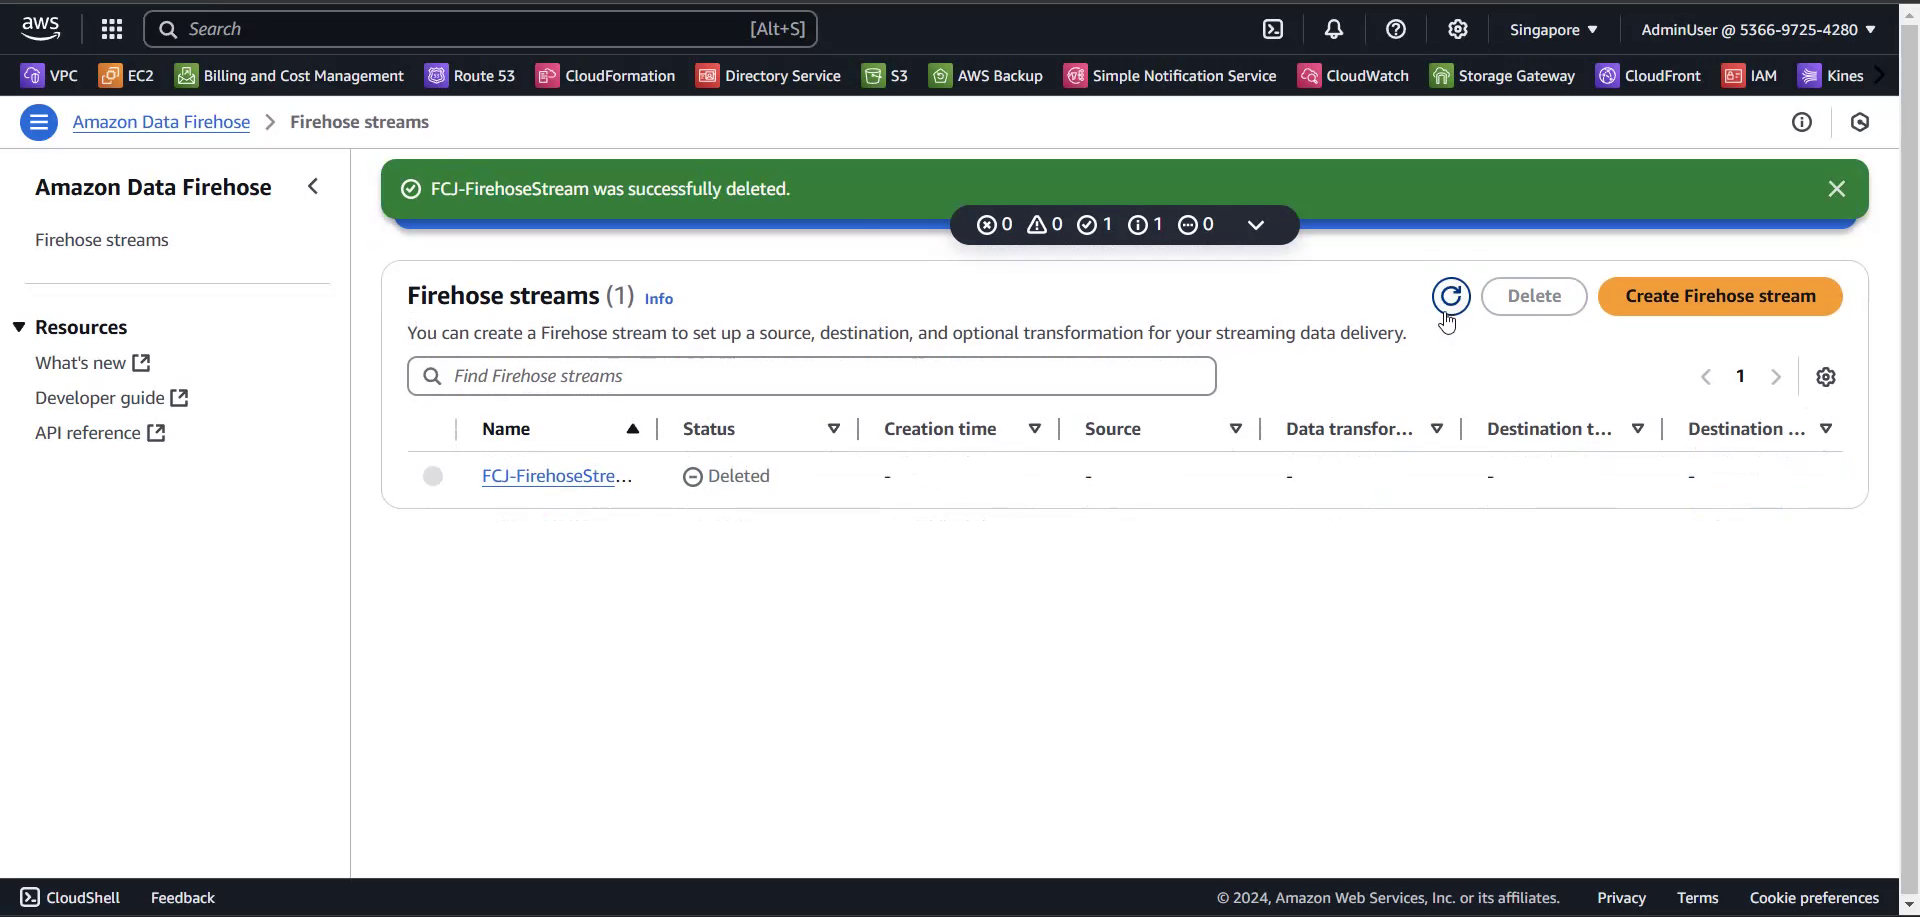 aws
Search [Alt+S]
Singapore AdminUser @ 5366-9725-4280
VPC EC2 Billing and Cost Management Route 53 CloudFormation Directory Service S3 AWS Backup Simple Notification Service CloudWatch Storage Gateway CloudFront IAM Kines
Amazon Data Firehose > Firehose streams
Amazon Data Firehose
Firehose streams
Resources
What's new
Developer guide
API reference
FCJ-FirehoseStream was successfully deleted.
0 0 1 1 0
Firehose streams (1) Info
Delete Create Firehose stream
You can create a Firehose stream to set up a source, destination, and optional transformation for your streaming data delivery.
Find Firehose streams
1
Name Status Creation time Source Data transfor... Destination t... Destination ...
FCJ-FirehoseStre... Deleted - - - - -
CloudShell Feedback © 2024, Amazon Web Services, Inc. or its affiliates. Privacy Terms Cookie preferences